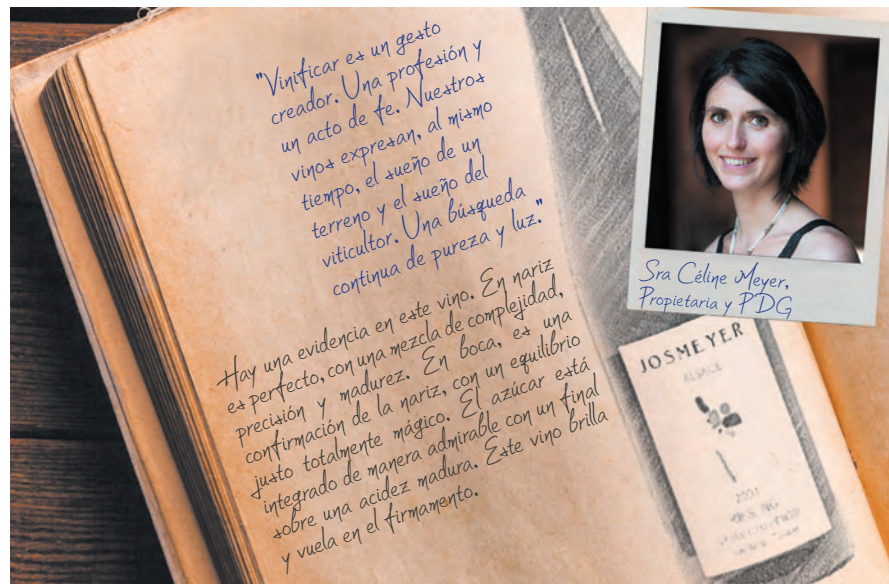 "Vinificar es un gesto
creador. Una profesión y
un acto de fe. Nuestros
vinos expresan, al mismo
tiempo, el sueño de un
terreno y el sueño del
viticultor. Una búsqueda
continua de pureza y luz."
Hay una evidencia en este vino. En nariz
es perfecto, con una mezcla de complejidad,
precisión y madurez. En boca, es una
confirmación de la nariz, con un equilibrio
justo totalmente mágico. El azúcar está
integrado de manera admirable con un final
sobre una acidez madura. Este vino brilla
y vuela en el firmamento.
Sra Céline Meyer,
Propietaria y PDG
JOSMEYER
ALSACE
RIESLING